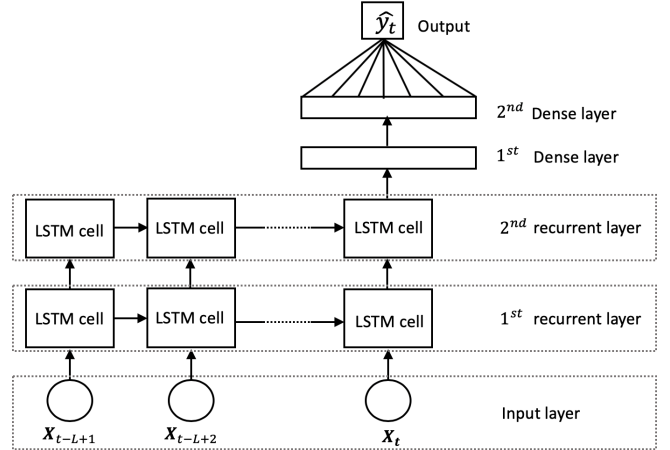 ŷₜ Output
2ⁿᵈ Dense layer
1ˢᵗ Dense layer
LSTM cell LSTM cell LSTM cell 2ⁿᵈ recurrent layer
LSTM cell LSTM cell LSTM cell 1ˢᵗ recurrent layer
Input layer
Xₜ₋L₊₁ Xₜ₋L₊₂ Xₜ